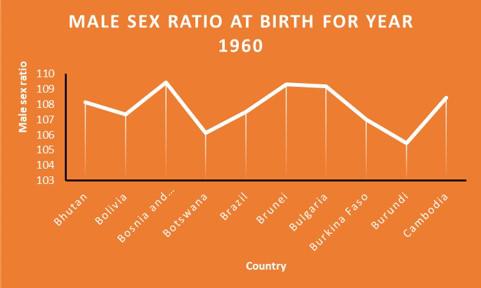 MALE SEX RATIO AT BIRTH FOR YEAR
1960
Male sex ratio
110
109
108
107
106
105
104
103
Bhutan
Bolivia
Bosnia and…
Botswana
Brazil
Brunei
Bulgaria
Burkina Faso
Burundi
Cambodia
Country